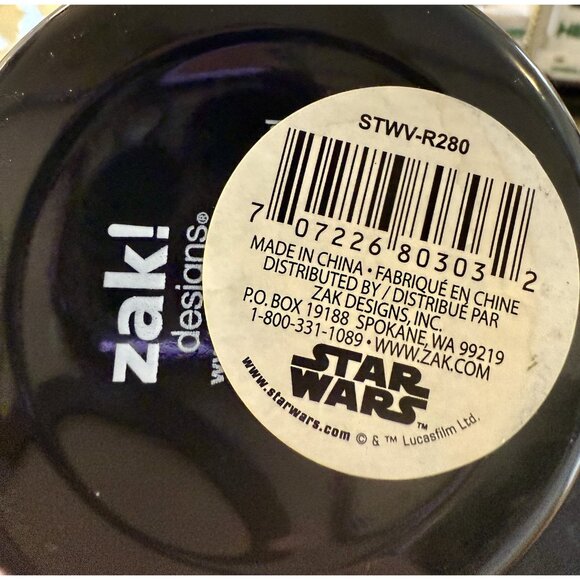 zak!
designs®
STWV-R280
7 07226 80303 2
MADE IN CHINA • FABRIQUÉ EN CHINE
DISTRIBUTED BY / DISTRIBUÉ PAR
ZAK DESIGNS, INC.
P.O. BOX 19188 SPOKANE, WA 99219
1-800-331-1089 • WWW.ZAK.COM
STAR
WARS™
www.starwars.com © & ™ Lucasfilm Ltd.